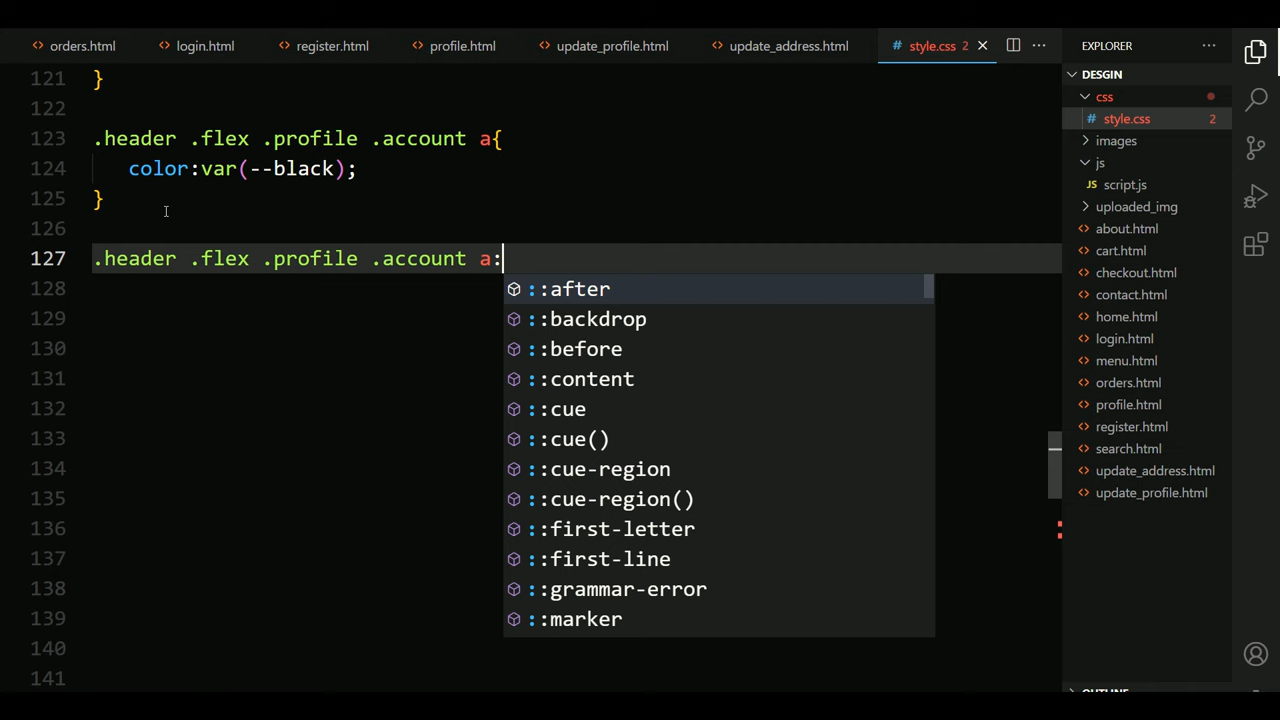 orders.html login.html register.html profile.html update_profile.html update_address.html # style.css 2
EXPLORER
DESGIN
css
# style.css 2
images
js
JS script.js
uploaded_img
about.html
cart.html
checkout.html
contact.html
home.html
login.html
menu.html
orders.html
profile.html
register.html
search.html
update_address.html
update_profile.html
121 }
122
123 .header .flex .profile .account a{
124 color:var(--black);
125 }
126
127 .header .flex .profile .account a:
128
129
130
131
132
133
134
135
136
137
138
139
140
141
::after
::backdrop
::before
::content
::cue
::cue()
::cue-region
::cue-region()
::first-letter
::first-line
::grammar-error
::marker